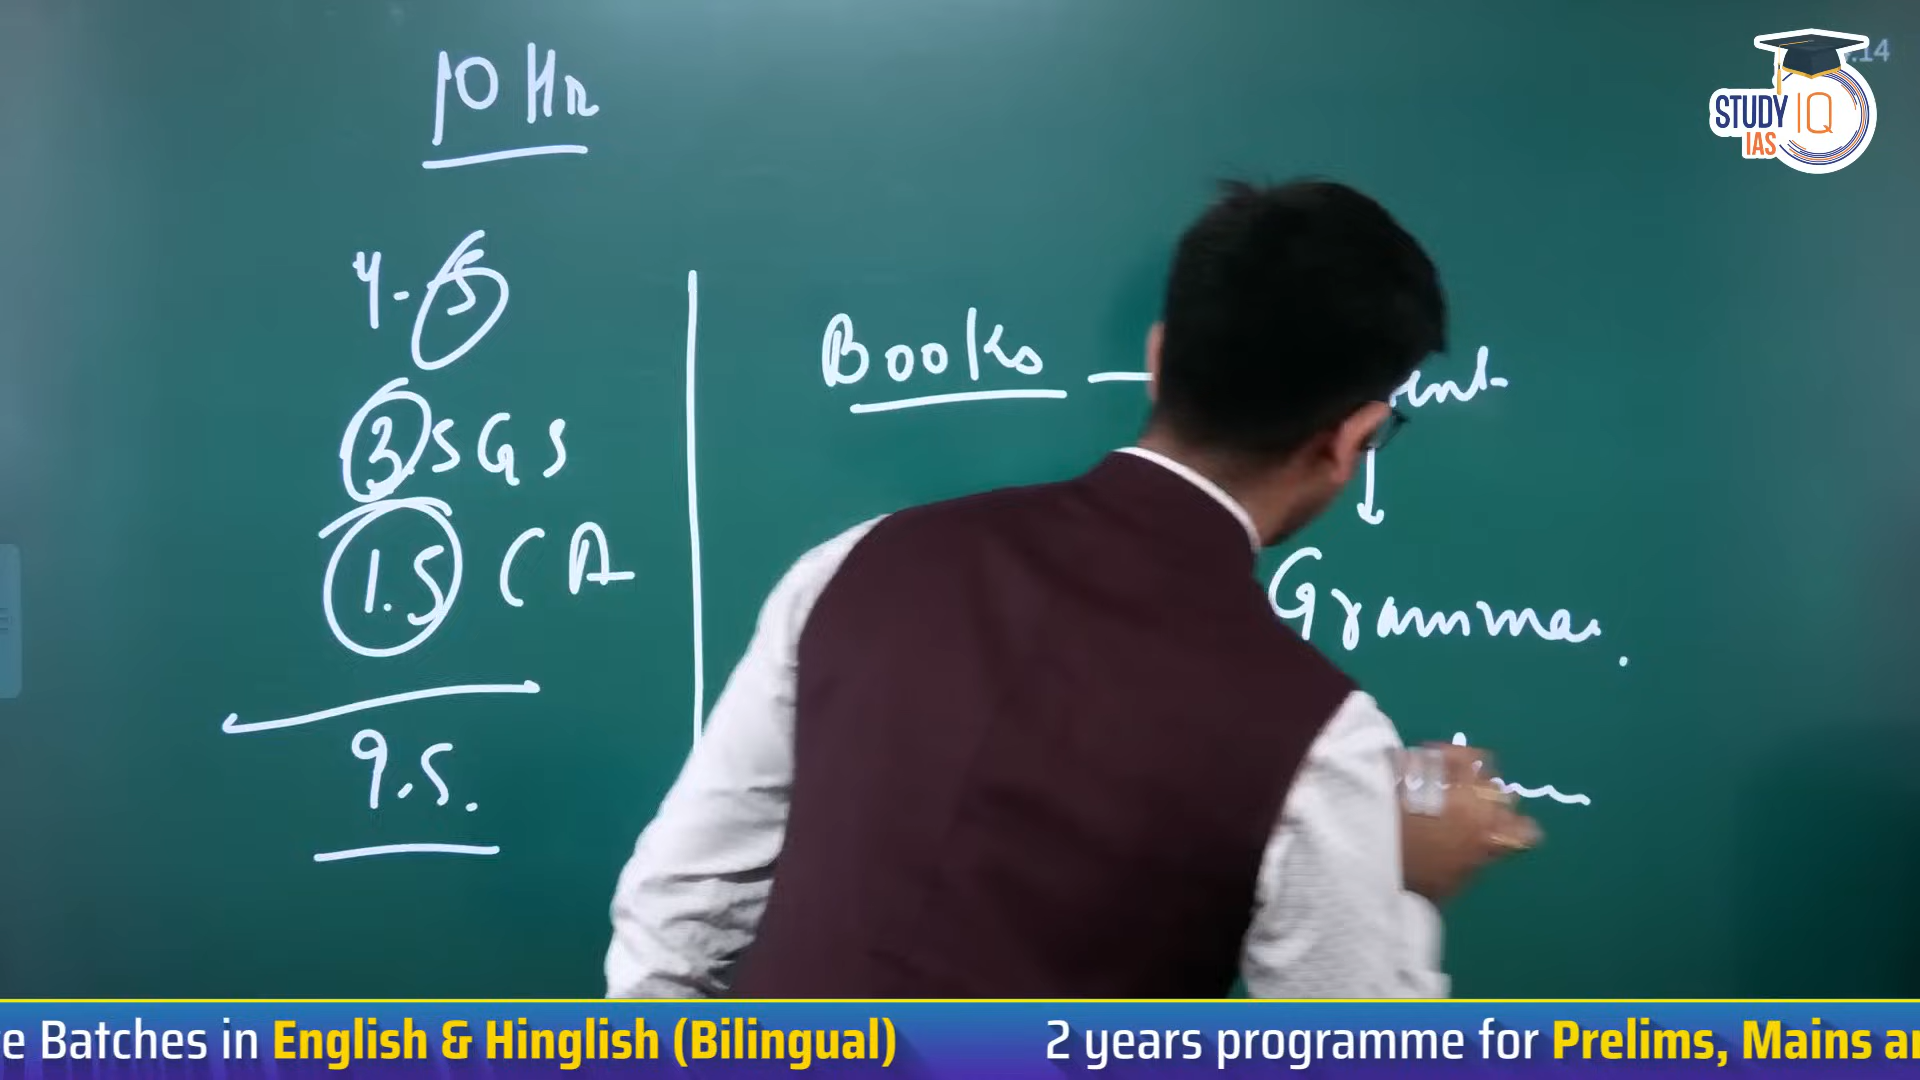 10 Hr
4-5
3 SGS
1.5 CA
9.5.
Books —
Grammar.
.14
STUDY IQ
IAS
e Batches in English & Hinglish (Bilingual)
2 years programme for Prelims, Mains a